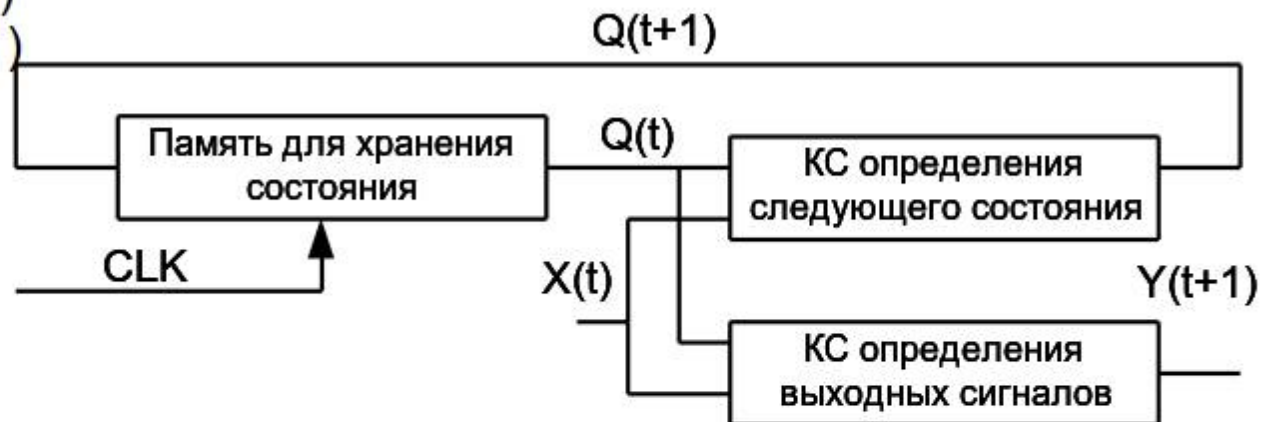 )
)
Q(t+1)
Память для хранения
состояния
Q(t)
КС определения
следующего состояния
CLK
X(t)
Y(t+1)
КС определения
выходных сигналов